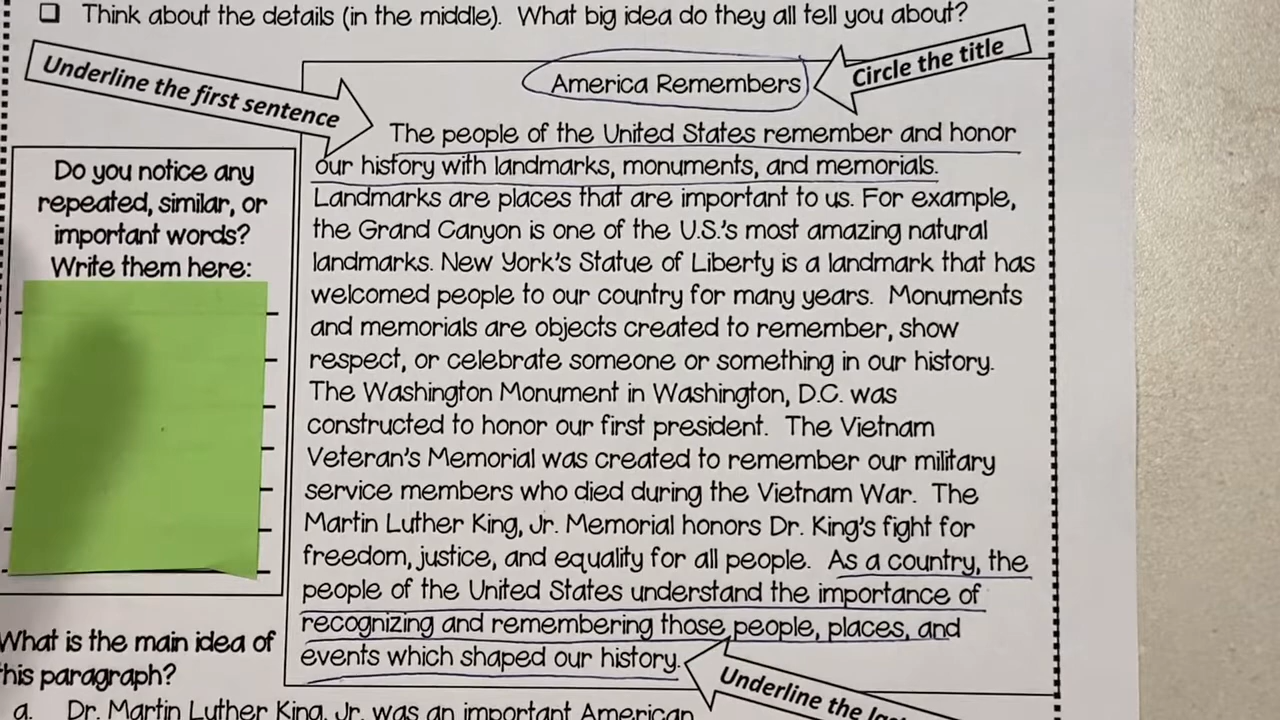 Think about the details (in the middle). What big idea do they all tell you about?
Underline the first sentence
Circle the title
America Remembers
The people of the United States remember and honor
our history with landmarks, monuments, and memorials.
Landmarks are places that are important to us. For example,
the Grand Canyon is one of the U.S.'s most amazing natural
landmarks. New York's Statue of Liberty is a landmark that has
welcomed people to our country for many years. Monuments
and memorials are objects created to remember, show
respect, or celebrate someone or something in our history.
The Washington Monument in Washington, D.C. was
constructed to honor our first president. The Vietnam
Veteran's Memorial was created to remember our military
service members who died during the Vietnam War. The
Martin Luther King, Jr. Memorial honors Dr. King's fight for
freedom, justice, and equality for all people. As a country, the
people of the United States understand the importance of
recognizing and remembering those people, places, and
events which shaped our history.
Do you notice any
repeated, similar, or
important words?
Write them here:
Underline the
What is the main idea of
this paragraph?
a. Dr. Martin Luther King, Jr. was an important American